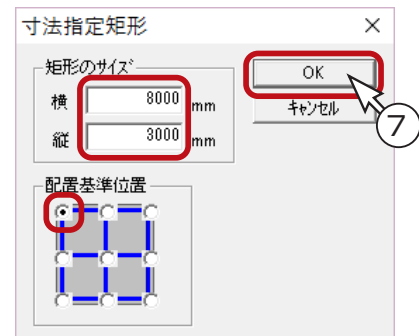 寸法指定矩形 ×
矩形のサイズ
横 8000 mm
縦 3000 mm
OK
キャンセル
⑦
配置基準位置